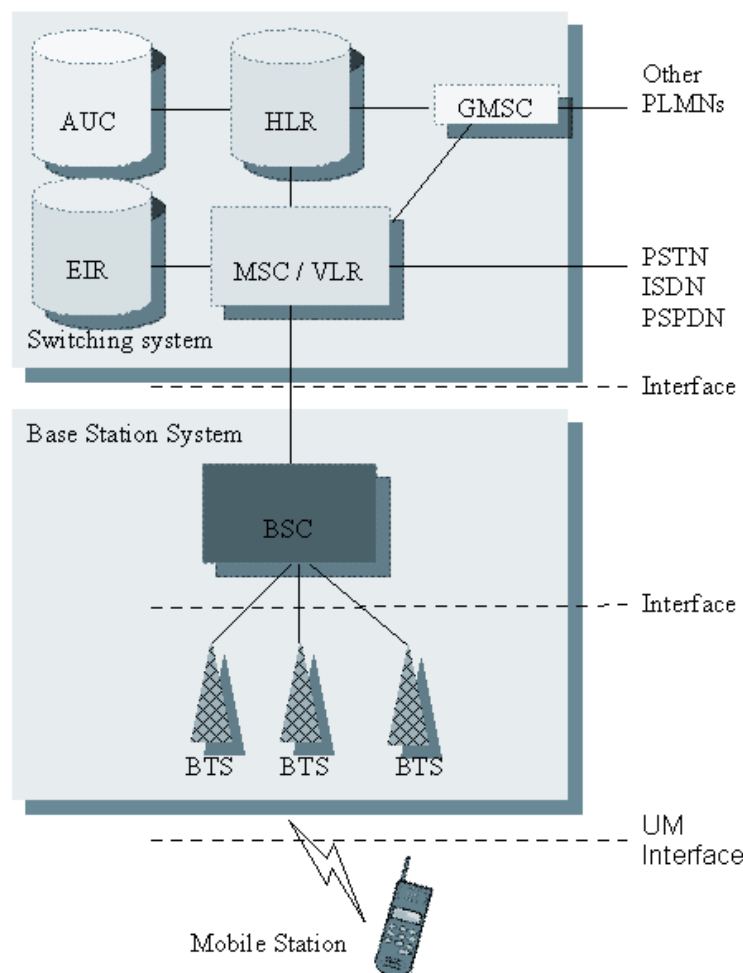 AUC
HLR
GMSC
Other
PLMNs
EIR
MSC / VLR
PSTN
ISDN
PSPDN
Switching system
Interface
Base Station System
BSC
Interface
BTS
BTS
BTS
UM
Interface
Mobile Station